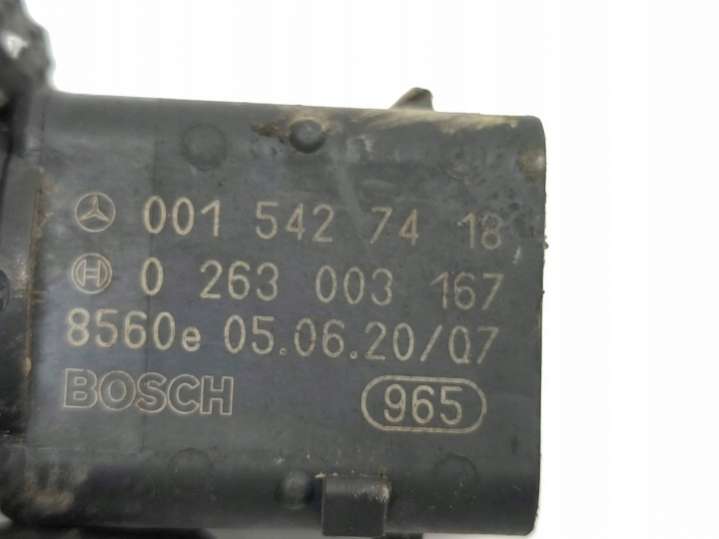 001 542 74 18
0 263 003 167
8560e 05.06.20/07
BOSCH 965